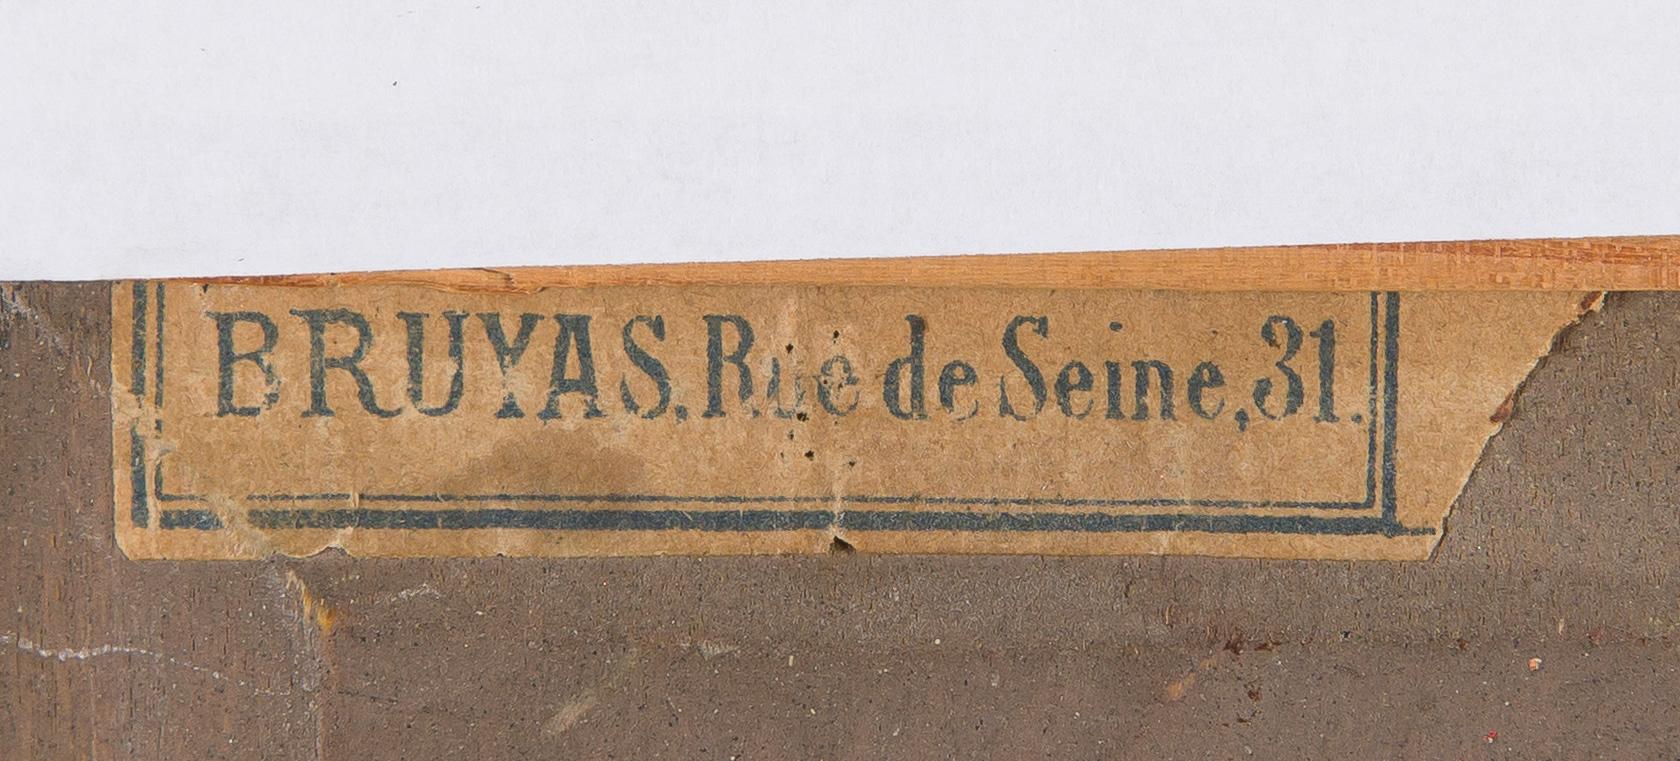 BRUYAS. Rue de Seine, 31.